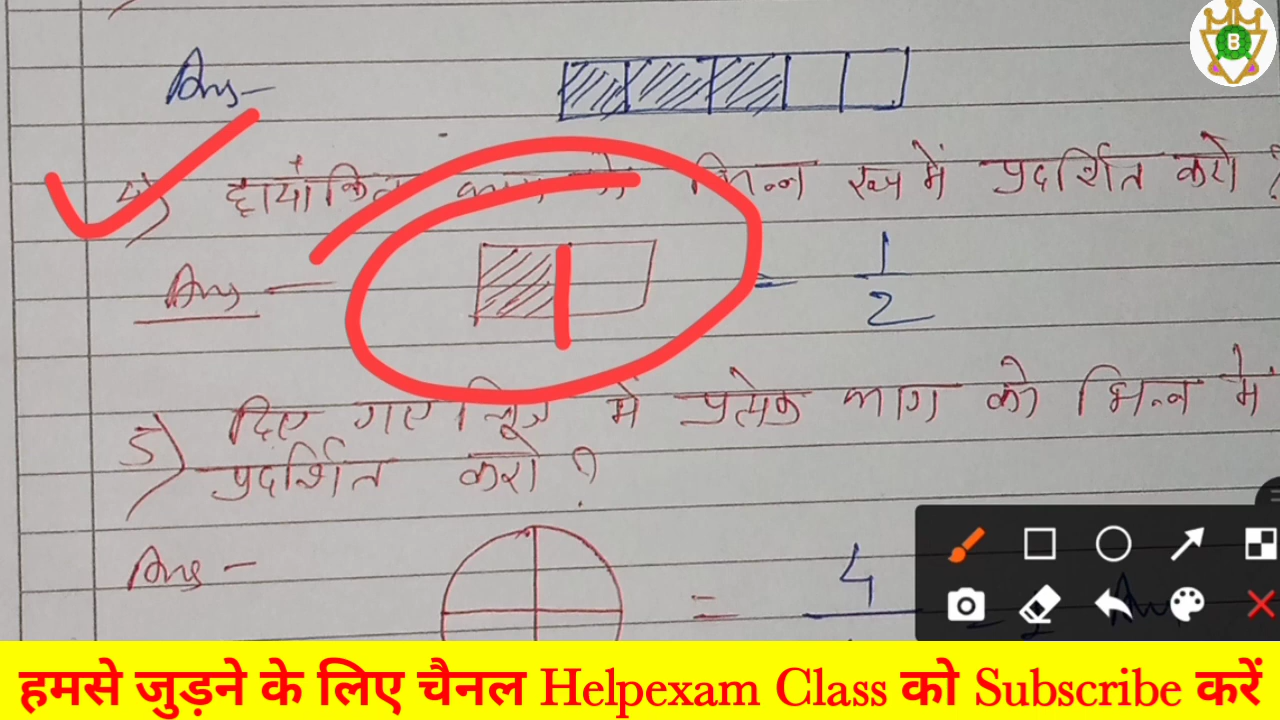 B
Ans-
४) छायांकित भाग को भिन्न रूप में प्रदर्शित करो ?
Ans - = 1/2
5) दिए गए चित्र में प्रत्येक भाग को भिन्न में
प्रदर्शित करो ?
Ans - = 4
हमसे जुड़ने के लिए चैनल Helpexam Class को Subscribe करें